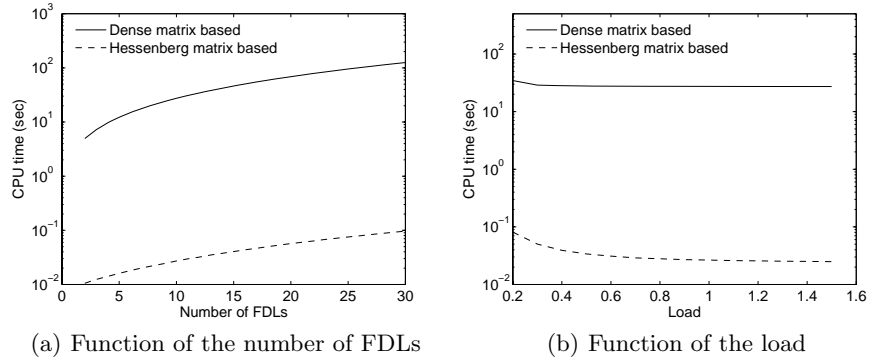 10^3
10^2
10^1
10^0
10^-1
10^-2
CPU time (sec)
Dense matrix based
Hessenberg matrix based
0 5 10 15 20 25 30
Number of FDLs
(a) Function of the number of FDLs
10^2
10^1
10^0
10^-1
10^-2
CPU time (sec)
Dense matrix based
Hessenberg matrix based
0.2 0.4 0.6 0.8 1 1.2 1.4 1.6
Load
(b) Function of the load